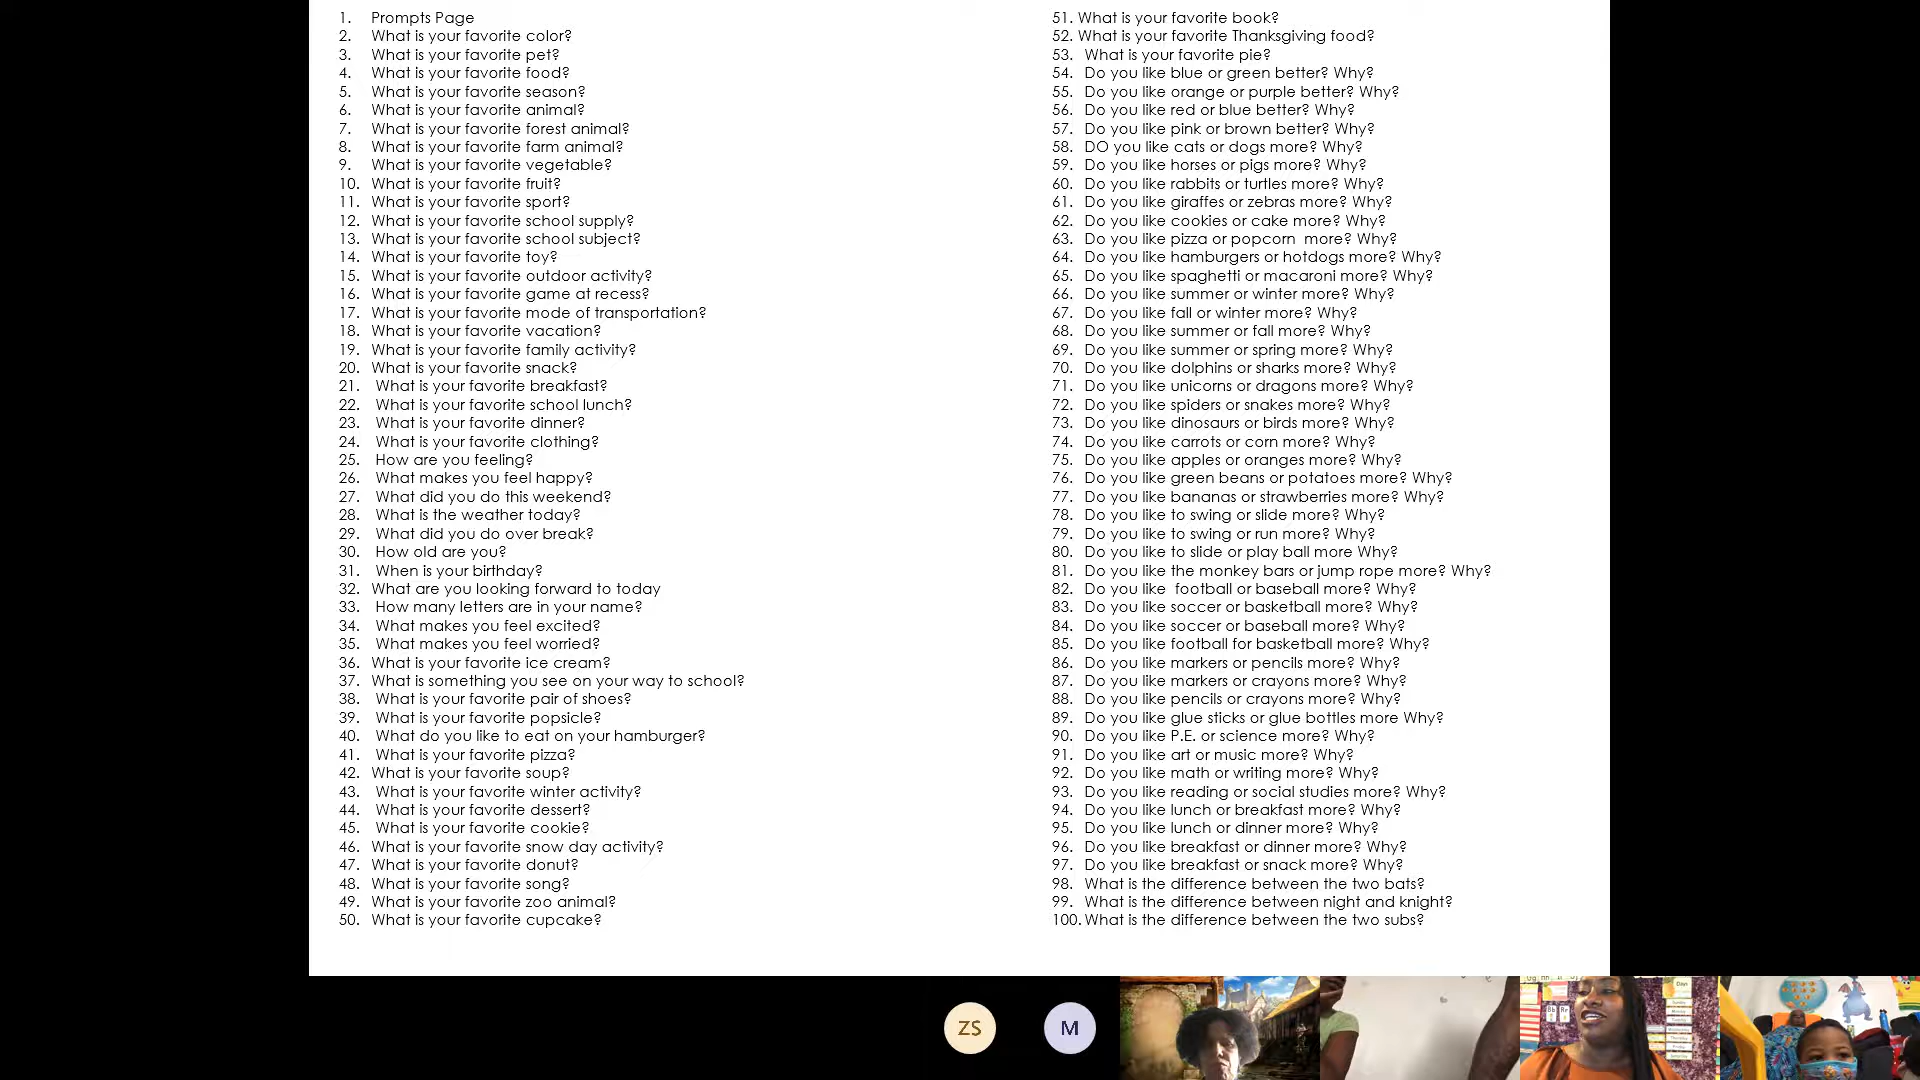 1. Prompts Page
2. What is your favorite color?
3. What is your favorite pet?
4. What is your favorite food?
5. What is your favorite season?
6. What is your favorite animal?
7. What is your favorite forest animal?
8. What is your favorite farm animal?
9. What is your favorite vegetable?
10. What is your favorite fruit?
11. What is your favorite sport?
12. What is your favorite school supply?
13. What is your favorite school subject?
14. What is your favorite toy?
15. What is your favorite outdoor activity?
16. What is your favorite game at recess?
17. What is your favorite mode of transportation?
18. What is your favorite vacation?
19. What is your favorite family activity?
20. What is your favorite snack?
21. What is your favorite breakfast?
22. What is your favorite school lunch?
23. What is your favorite dinner?
24. What is your favorite clothing?
25. How are you feeling?
26. What makes you feel happy?
27. What did you do this weekend?
28. What is the weather today?
29. What did you do over break?
30. How old are you?
31. When is your birthday?
32. What are you looking forward to today
33. How many letters are in your name?
34. What makes you feel excited?
35. What makes you feel worried?
36. What is your favorite ice cream?
37. What is something you see on your way to school?
38. What is your favorite pair of shoes?
39. What is your favorite popsicle?
40. What do you like to eat on your hamburger?
41. What is your favorite pizza?
42. What is your favorite soup?
43. What is your favorite winter activity?
44. What is your favorite dessert?
45. What is your favorite cookie?
46. What is your favorite snow day activity?
47. What is your favorite donut?
48. What is your favorite song?
49. What is your favorite zoo animal?
50. What is your favorite cupcake?
51. What is your favorite book?
52. What is your favorite Thanksgiving food?
53. What is your favorite pie?
54. Do you like blue or green better? Why?
55. Do you like orange or purple better? Why?
56. Do you like red or blue better? Why?
57. Do you like pink or brown better? Why?
58. DO you like cats or dogs more? Why?
59. Do you like horses or pigs more? Why?
60. Do you like rabbits or turtles more? Why?
61. Do you like giraffes or zebras more? Why?
62. Do you like cookies or cake more? Why?
63. Do you like pizza or popcorn more? Why?
64. Do you like hamburgers or hotdogs more? Why?
65. Do you like spaghetti or macaroni more? Why?
66. Do you like summer or winter more? Why?
67. Do you like fall or winter more? Why?
68. Do you like summer or fall more? Why?
69. Do you like summer or spring more? Why?
70. Do you like dolphins or sharks more? Why?
71. Do you like unicorns or dragons more? Why?
72. Do you like spiders or snakes more? Why?
73. Do you like dinosaurs or birds more? Why?
74. Do you like carrots or corn more? Why?
75. Do you like apples or oranges more? Why?
76. Do you like green beans or potatoes more? Why?
77. Do you like bananas or strawberries more? Why?
78. Do you like to swing or slide more? Why?
79. Do you like to swing or run more? Why?
80. Do you like to slide or play ball more Why?
81. Do you like the monkey bars or jump rope more? Why?
82. Do you like football or baseball more? Why?
83. Do you like soccer or basketball more? Why?
84. Do you like soccer or baseball more? Why?
85. Do you like football for basketball more? Why?
86. Do you like markers or pencils more? Why?
87. Do you like markers or crayons more? Why?
88. Do you like pencils or crayons more? Why?
89. Do you like glue sticks or glue bottles more Why?
90. Do you like P.E. or science more? Why?
91. Do you like art or music more? Why?
92. Do you like math or writing more? Why?
93. Do you like reading or social studies more? Why?
94. Do you like lunch or breakfast more? Why?
95. Do you like lunch or dinner more? Why?
96. Do you like breakfast or dinner more? Why?
97. Do you like breakfast or snack more? Why?
98. What is the difference between the two bats?
99. What is the difference between night and knight?
100. What is the difference between the two subs?
ZS
M
Days